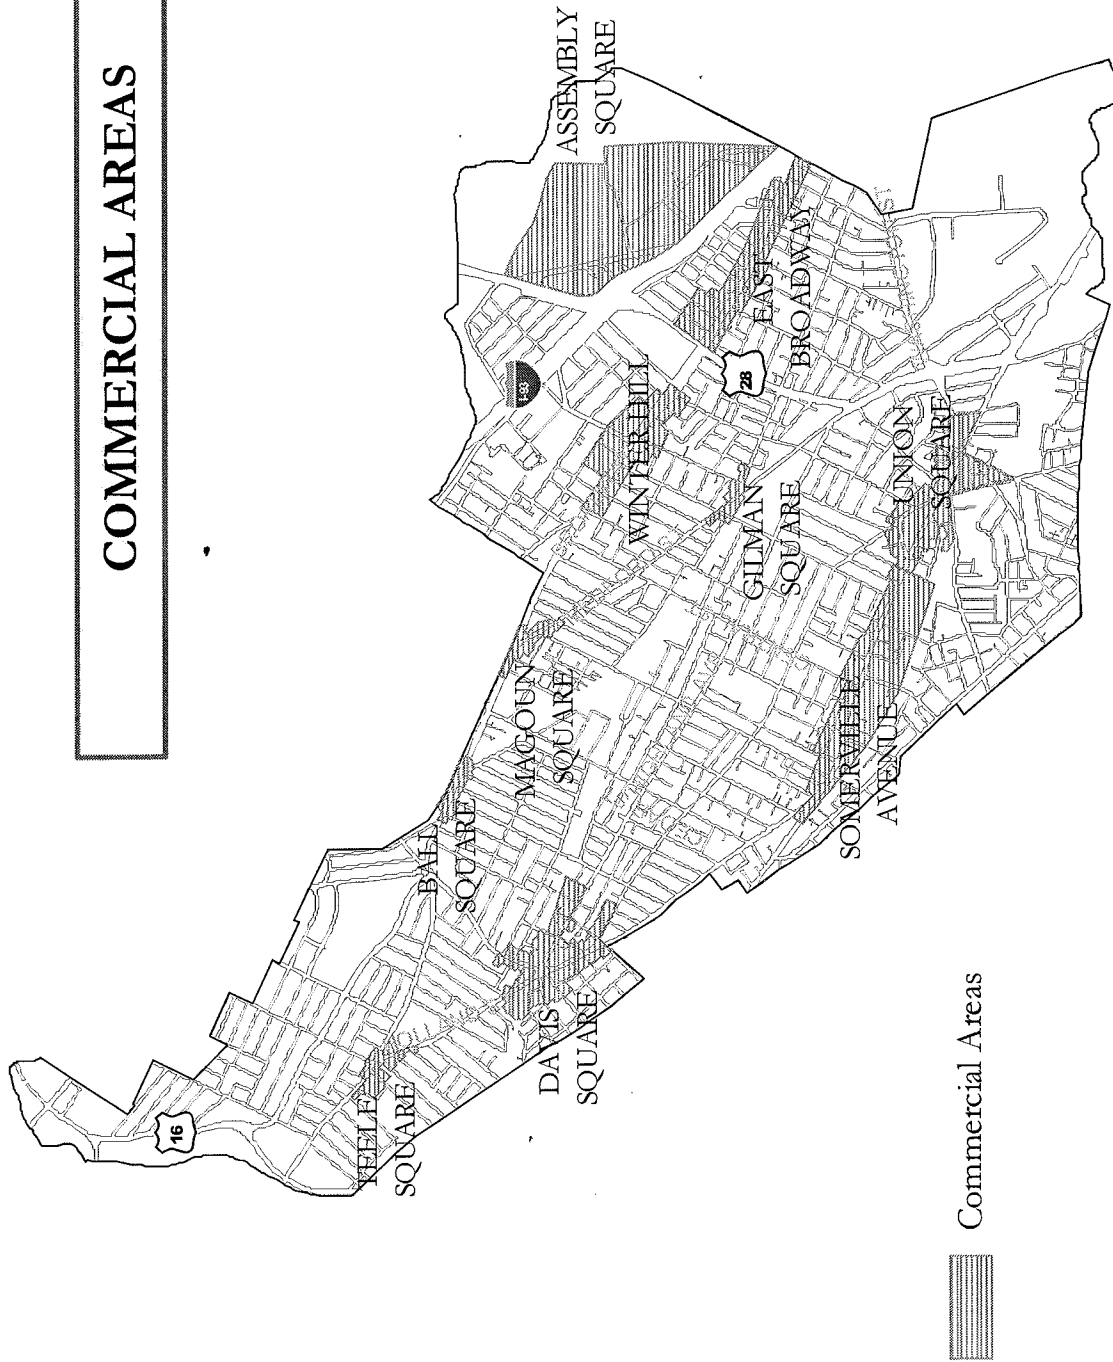 COMMERCIAL AREAS
ASSEMBLY
SQUARE
I-93
WINTER HILL
EAST
BROADWAY
28
GILMAN
SQUARE
UNION
SQUARE
MAGOUN
SQUARE
BALL
SQUARE
SOMERVILLE
AVENUE
DAVIS
SQUARE
16
TEELE
SQUARE
Commercial Areas